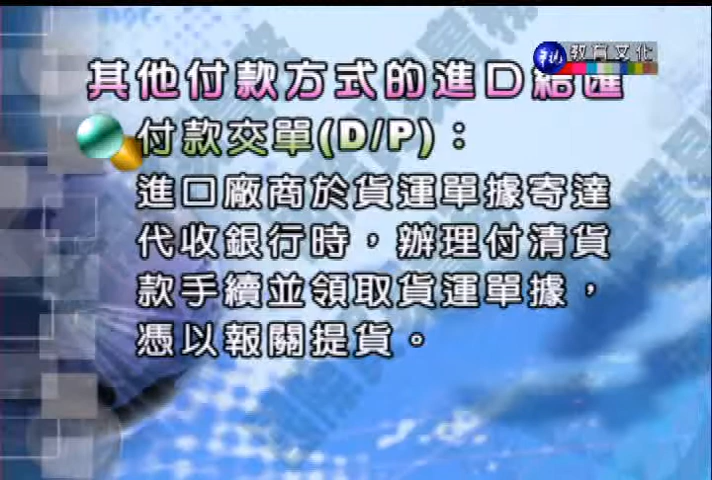 華視 教育文化
其他付款方式的進口結匯
付款交單(D/P)：
進口廠商於貨運單據寄達
代收銀行時，辦理付清貨
款手續並領取貨運單據，
憑以報關提貨。